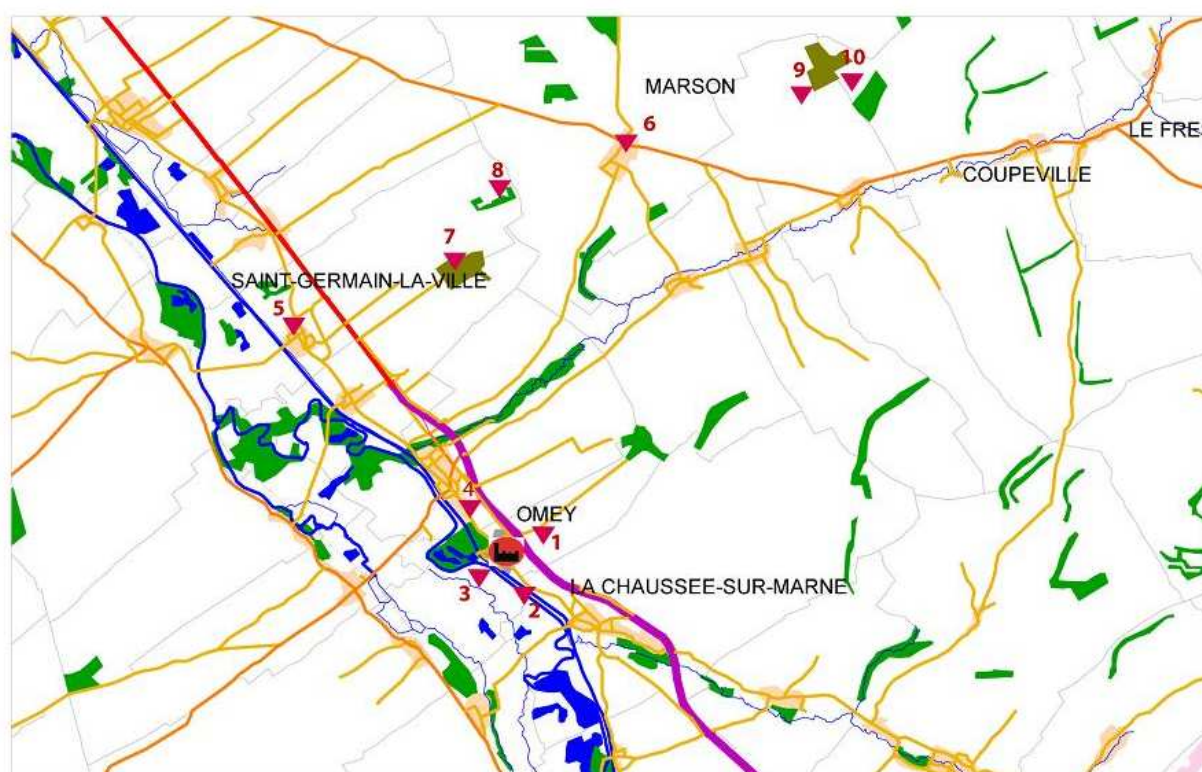 9
10
MARSON
6
LE FRE
COUPEVILLE
8
7
SAINT-GERMAIN-LA-VILLE
5
4
OMEY
1
3
2
LA CHAUSSEE-SUR-MARNE